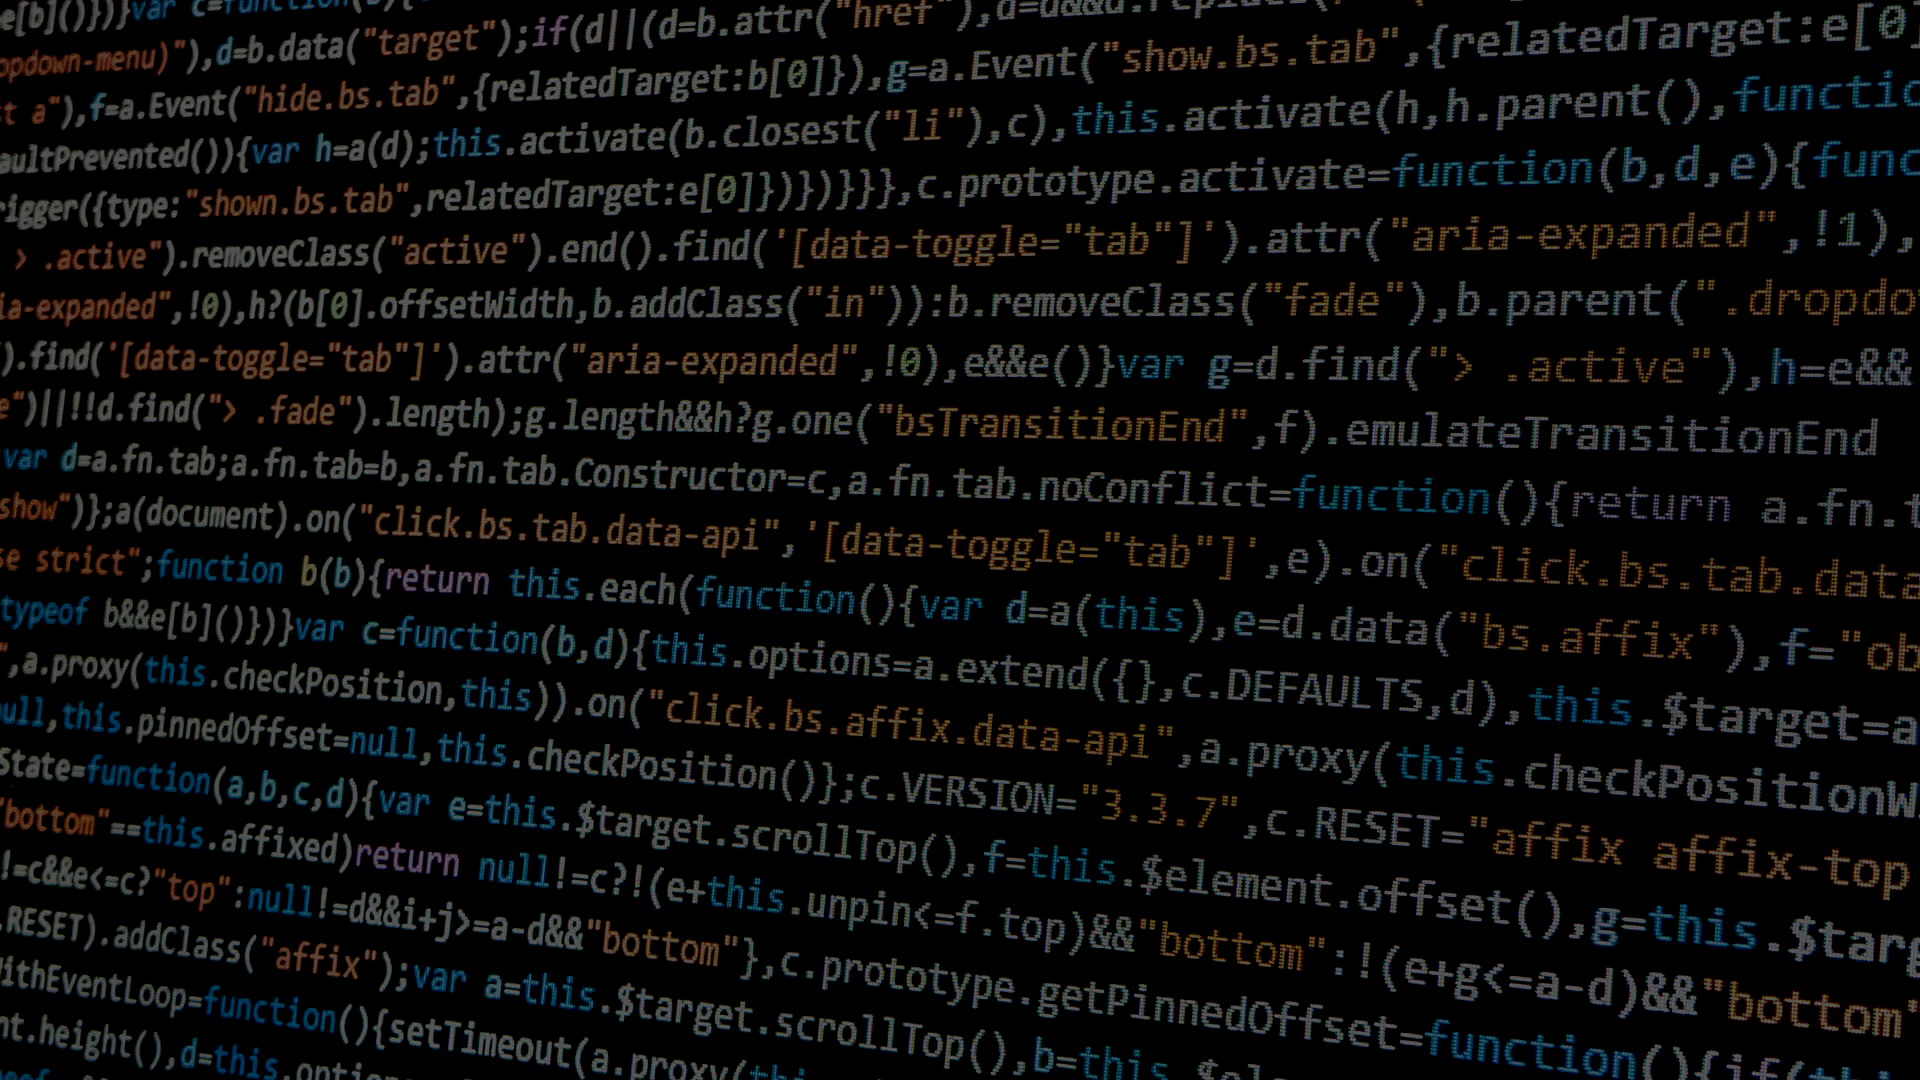 e[b]()})}var c=function(b){
opdown-menu)"),d=b.data("target");if(d||(d=b.attr("href"),d=d&&d.replace(
st a"),f=a.Event("hide.bs.tab",{relatedTarget:b[0]}),g=a.Event("show.bs.tab",{relatedTarget:e[0
aultPrevented()){var h=a(d);this.activate(b.closest("li"),c),this.activate(h,h.parent(),functio
rigger({type:"shown.bs.tab",relatedTarget:e[0]})})}}},c.prototype.activate=function(b,d,e){func
> .active").removeClass("active").end().find('[data-toggle="tab"]').attr("aria-expanded",!1),
ia-expanded",!0),h?(b[0].offsetWidth,b.addClass("in")):b.removeClass("fade"),b.parent(".dropdo
).find('[data-toggle="tab"]').attr("aria-expanded",!0),e&&e()}var g=d.find("> .active"),h=e&&
e")||!!d.find("> .fade").length);g.length&&h?g.one("bsTransitionEnd",f).emulateTransitionEnd
var d=a.fn.tab;a.fn.tab=b,a.fn.tab.Constructor=c,a.fn.tab.noConflict=function(){return a.fn.t
show")};a(document).on("click.bs.tab.data-api",'[data-toggle="tab"]',e).on("click.bs.tab.data
se strict";function b(b){return this.each(function(){var d=a(this),e=d.data("bs.affix"),f="ob
typeof b&&e[b]()})}var c=function(b,d){this.options=a.extend({},c.DEFAULTS,d),this.$target=a
",a.proxy(this.checkPosition,this)).on("click.bs.affix.data-api",a.proxy(this.checkPositionW
null,this.pinnedOffset=null,this.checkPosition()};c.VERSION="3.3.7",c.RESET="affix affix-top
State=function(a,b,c,d){var e=this.$target.scrollTop(),f=this.$element.offset(),g=this.$targ
"bottom"==this.affixed)return null!=c?!(e+this.unpin<=f.top)&&"bottom":!(e+g<=a-d)&&"bottom"
!=c&&e<=c?"top":null!=d&&i+j>=a-d&&"bottom"},c.prototype.getPinnedOffset=function(){if(thi
.RESET).addClass("affix");var a=this.$target.scrollTop(),b=this.$ele
WithEventLoop=function(){setTimeout(a.proxy(thi
nt.height(),d=this.option